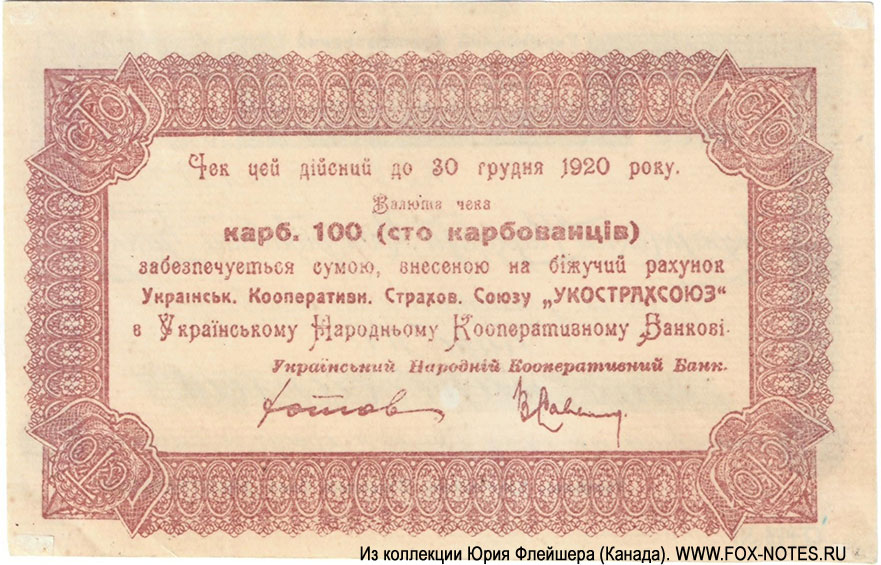 СТО
СТО
Чек цей дійсний до 30 грудня 1920 року.
Валюта чека
карб. 100 (сто карбованців)
забезпечується сумою, внесеною на біжучий рахунок
Українськ. Кооперативн. Страхов. Союзу „УКОСТРАХСОЮЗ“
в Українському Народньому Кооперативному Банкові.
Український Народній Кооперативний Банк.
СТО
СТО
Из коллекции Юрия Флейшера (Канада). WWW.FOX-NOTES.RU